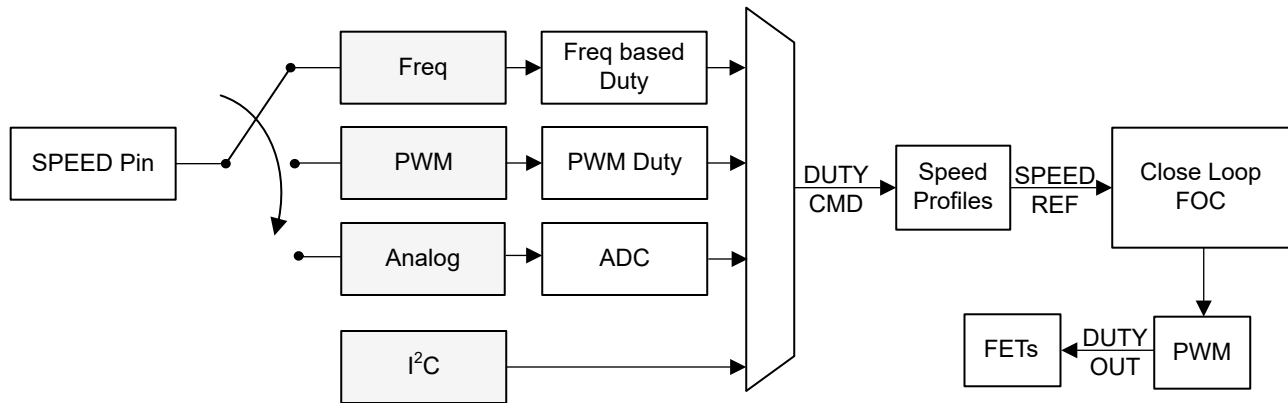 Freq
Freq based
Duty
SPEED Pin
PWM
PWM Duty
DUTY
CMD
Speed
Profiles
SPEED
REF
Close Loop
FOC
Analog
ADC
I²C
FETs
DUTY
OUT
PWM